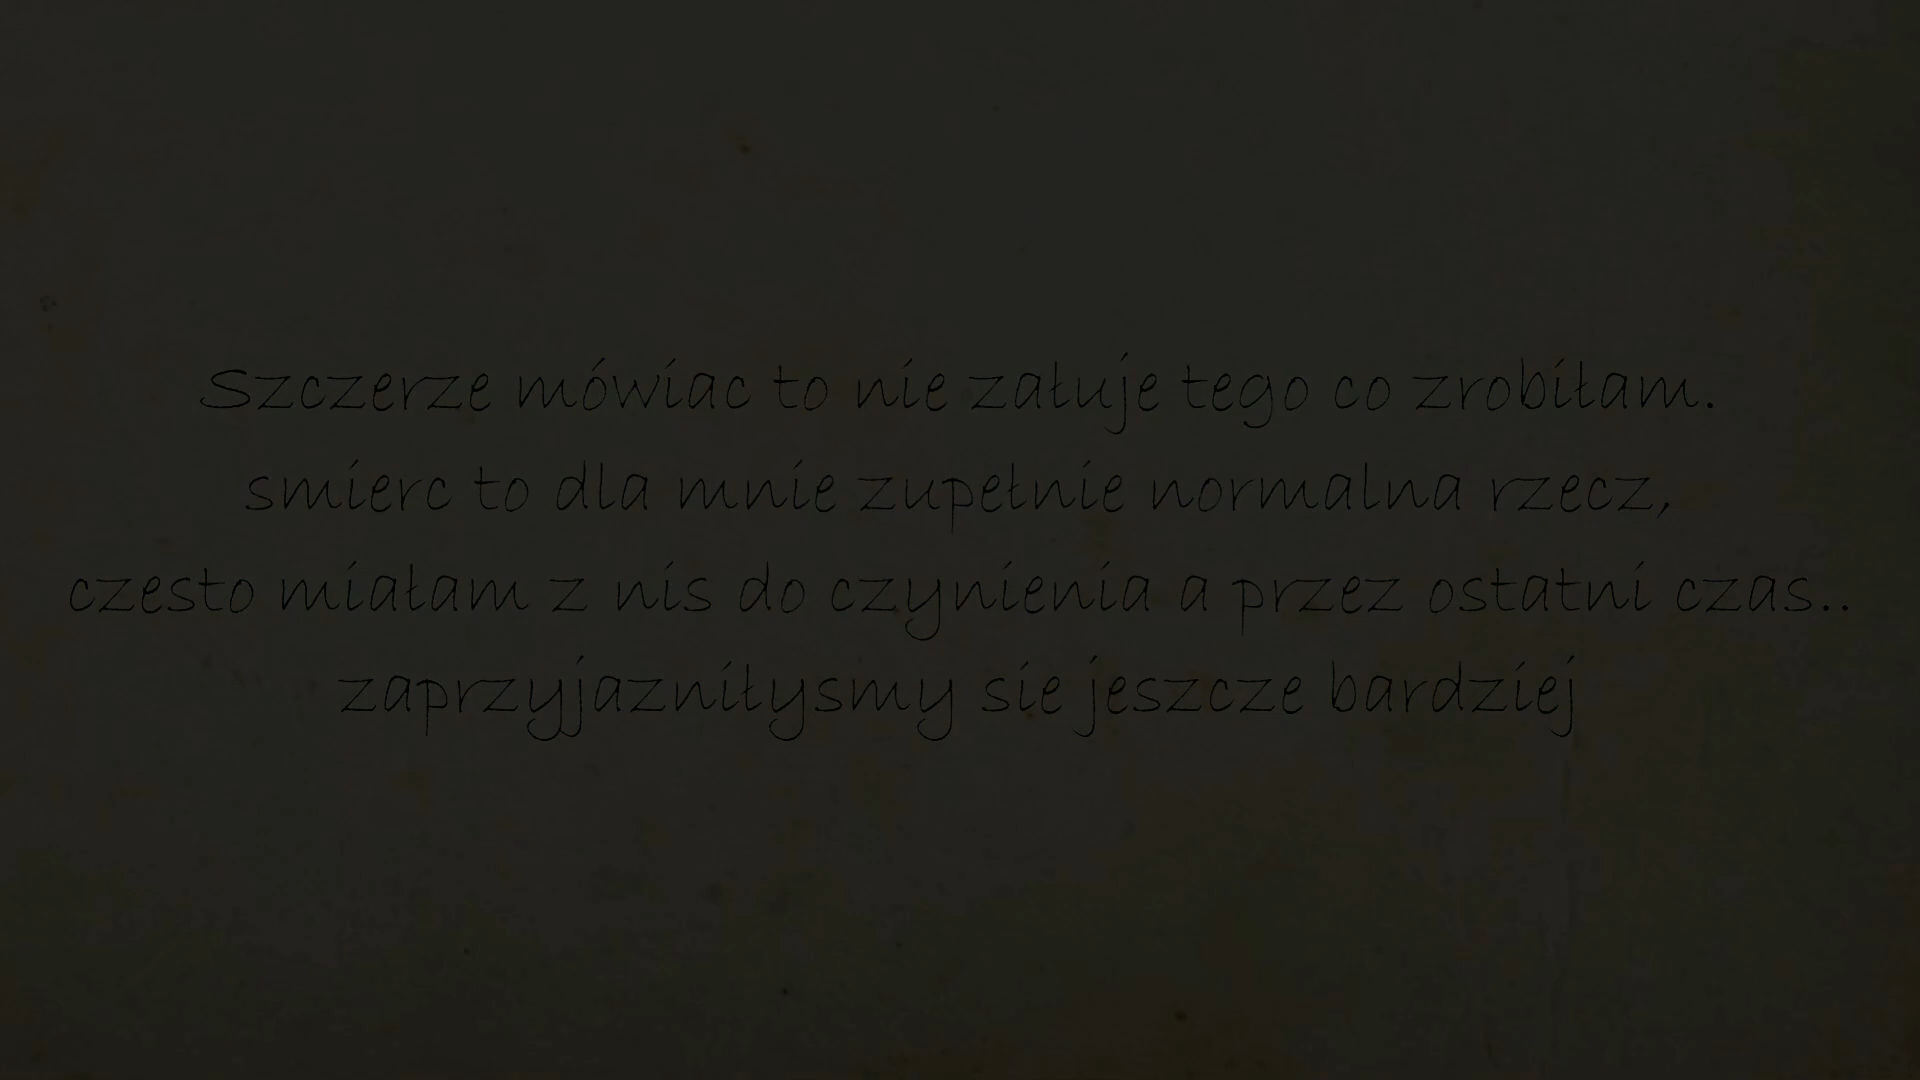 Szczerze mówiac to nie załuje tego co zrobiłam.
smierc to dla mnie zupełnie normalna rzecz,
czesto miałam z nis do czynienia a przez ostatni czas..
zaprzyjazniłysmy sie jeszcze bardziej